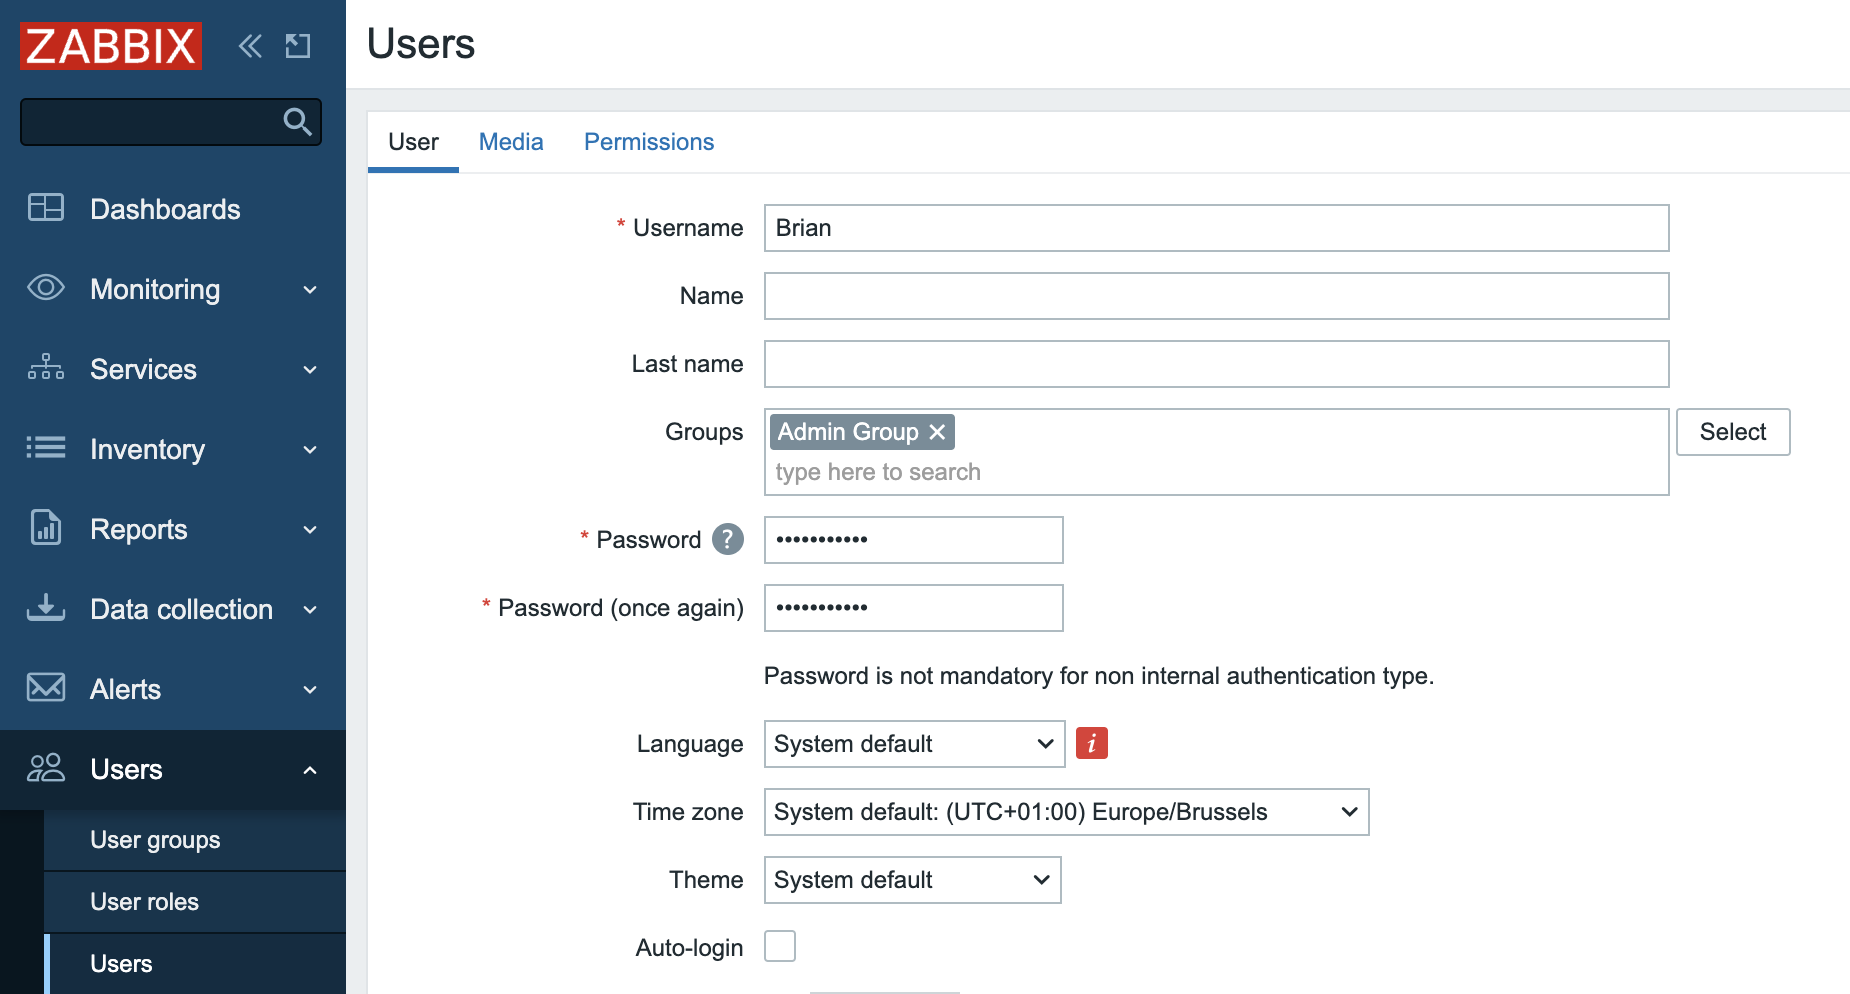 ZABBIX
Dashboards
Monitoring
Services
Inventory
Reports
Data collection
Alerts
Users
User groups
User roles
Users
Users
User Media Permissions
* Username Brian
Name
Last name
Groups Admin Group Select
type here to search
* Password ? •••••••••••
* Password (once again) •••••••••••
Password is not mandatory for non internal authentication type.
Language System default i
Time zone System default: (UTC+01:00) Europe/Brussels
Theme System default
Auto-login